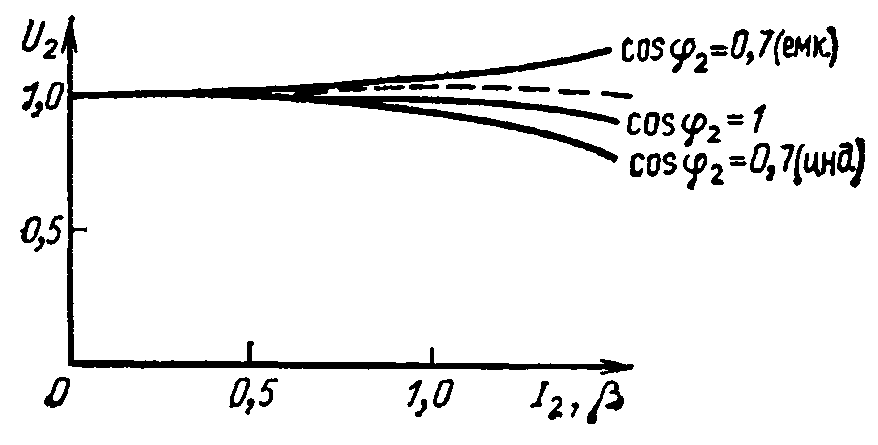 U₂
cos φ₂ = 0,7 (емк.)
1,0
cos φ₂ = 1
cos φ₂ = 0,7 (инд.)
0,5
0 0,5 1,0 I₂, β